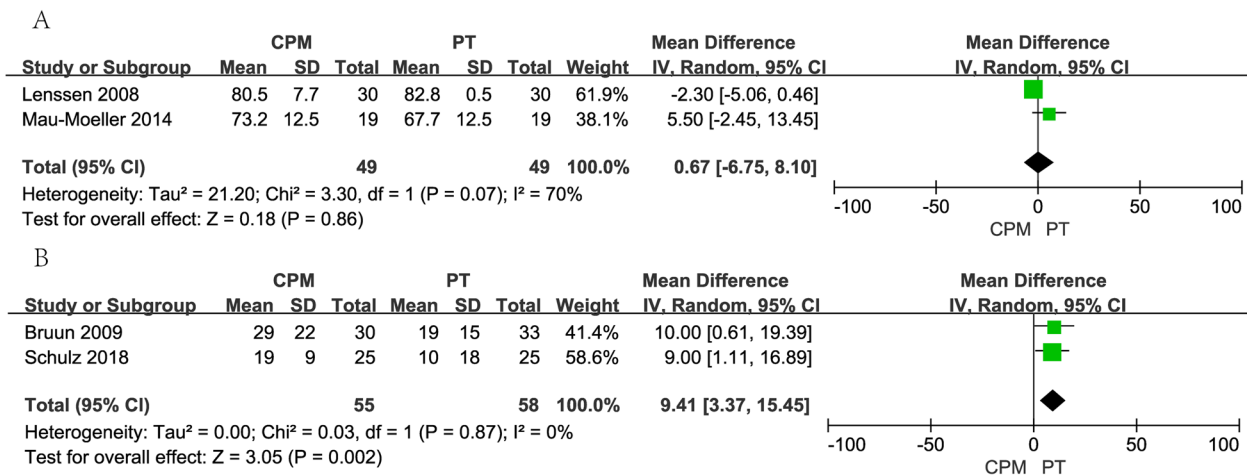 A
CPM PT Mean Difference Mean Difference
Study or Subgroup Mean SD Total Mean SD Total Weight IV, Random, 95% CI IV, Random, 95% CI
Lenssen 2008 80.5 7.7 30 82.8 0.5 30 61.9% -2.30 [-5.06, 0.46]
Mau-Moeller 2014 73.2 12.5 19 67.7 12.5 19 38.1% 5.50 [-2.45, 13.45]
Total (95% CI) 49 49 100.0% 0.67 [-6.75, 8.10]
Heterogeneity: Tau² = 21.20; Chi² = 3.30, df = 1 (P = 0.07); I² = 70%
Test for overall effect: Z = 0.18 (P = 0.86)
-100 -50 0 50 100
CPM PT
B
CPM PT Mean Difference Mean Difference
Study or Subgroup Mean SD Total Mean SD Total Weight IV, Random, 95% CI IV, Random, 95% CI
Bruun 2009 29 22 30 19 15 33 41.4% 10.00 [0.61, 19.39]
Schulz 2018 19 9 25 10 18 25 58.6% 9.00 [1.11, 16.89]
Total (95% CI) 55 58 100.0% 9.41 [3.37, 15.45]
Heterogeneity: Tau² = 0.00; Chi² = 0.03, df = 1 (P = 0.87); I² = 0%
Test for overall effect: Z = 3.05 (P = 0.002)
-100 -50 0 50 100
CPM PT